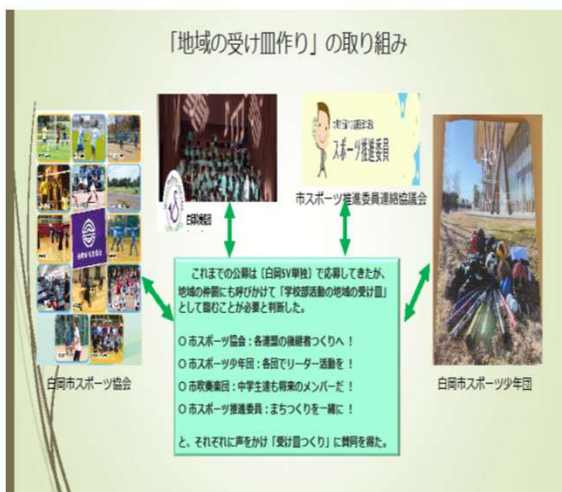 「地域の受け皿作り」の取り組み
スポーツ推進委員
市スポーツ推進委員連絡協議会
これまでの公募は〔白岡SV単独〕で応募してきたが、
地域の仲間にも呼びかけて「学校部活動の地域の受け皿」
として臨むことが必要と判断した。
○市スポーツ協会：各連盟の後継者つくりへ！
○市スポーツ少年団：各団でリーダー活動を！
○市吹奏楽団：中学生達も将来のメンバーだ！
○市スポーツ推進委員：まちつくりを一緒に！
と、それぞれに声をかけ「受け皿つくり」に賛同を得た。
白岡市スポーツ協会
白岡市スポーツ少年団